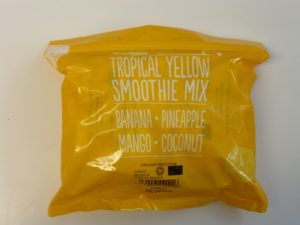 TROPICAL YELLOW
SMOOTHIE MIX
BANANA • PINEAPPLE
MANGO • COCONUT